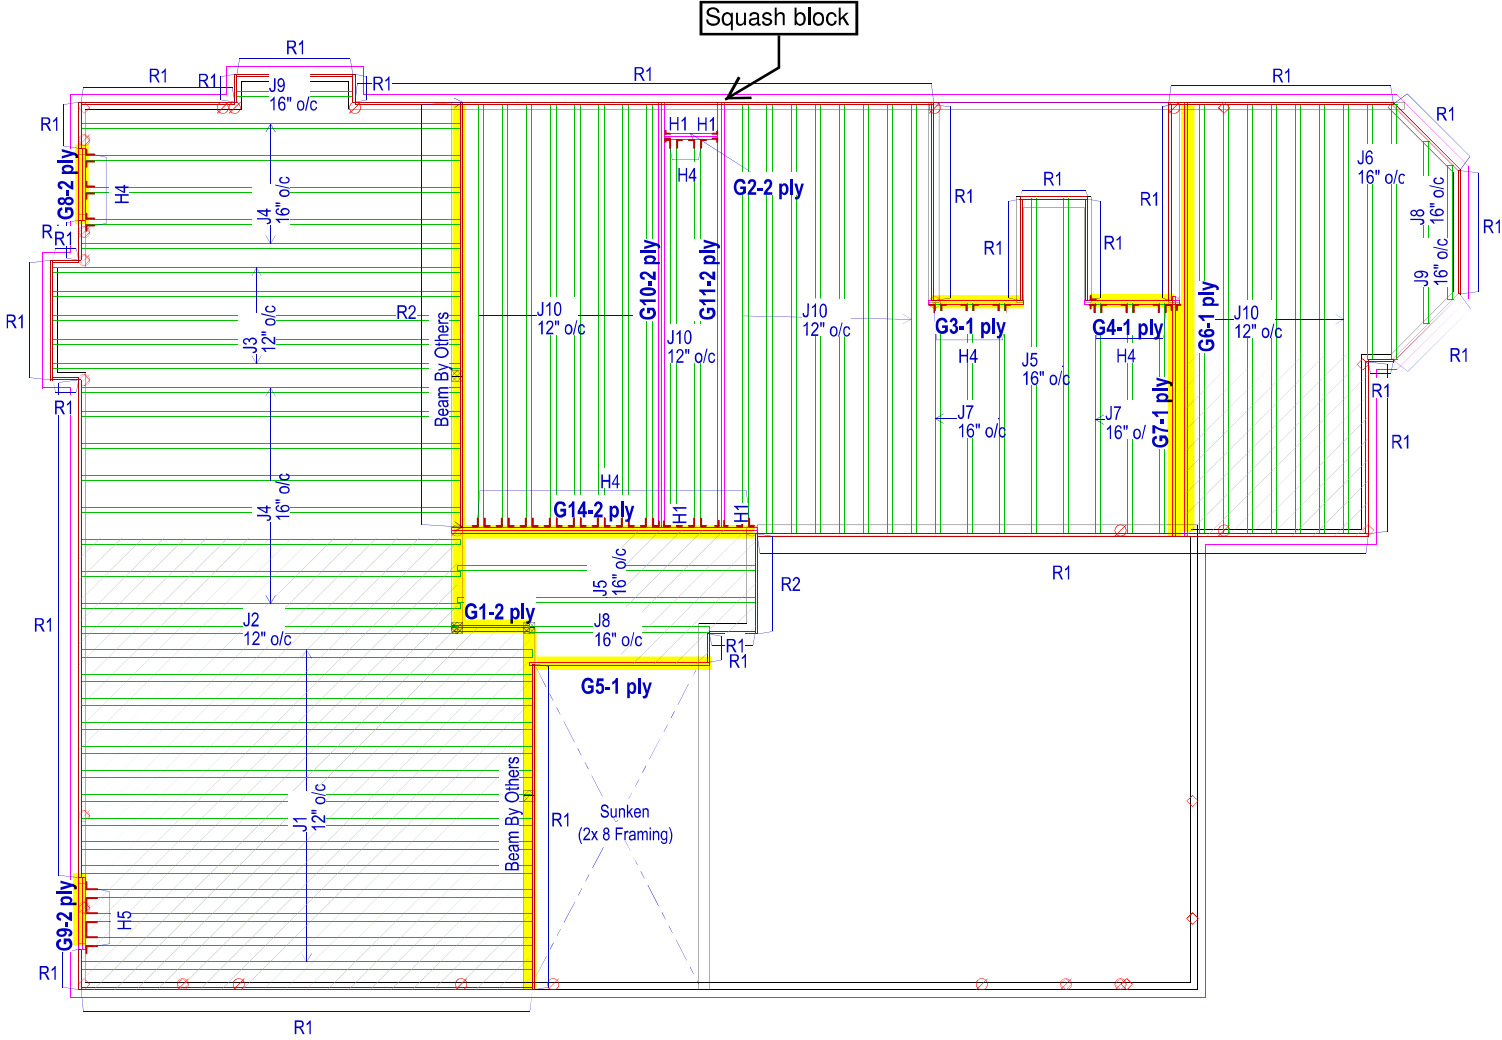 Squash block
R1
R1
R1
R1
R1
R1
J9
16" o/c
R1
R1
R1
H1 H1
H4
G2-2 ply
J6
16" o/c
G8-2 ply
H4
J4
16" o/c
R1
R1
R1
R1
J8
16" o/c
R1
R
R1
R1
R1
G10-2 ply
G11-2 ply
J9
16" o/c
R1
J3
12" o/c
R2
Beam By Others
J10
12" o/c
J10
12" o/c
J10
12" o/c
G3-1 ply
H4
G4-1 ply
H4
G6-1 ply
J10
12" o/c
R1
J5
16" o/c
R1
R1
J7
16" o/c
J7
16" o/
G7-1 ply
R1
J4
16" o/c
H4
G14-2 ply
H1
H1
J5
16" o/c
R2
R1
R1
J2
12" o/c
G1-2 ply
J8
16" o/c
R1
R1
G5-1 ply
J1
12" o/c
Beam By Others
R1
Sunken
(2x 8 Framing)
G9-2 ply
H5
R1
R1